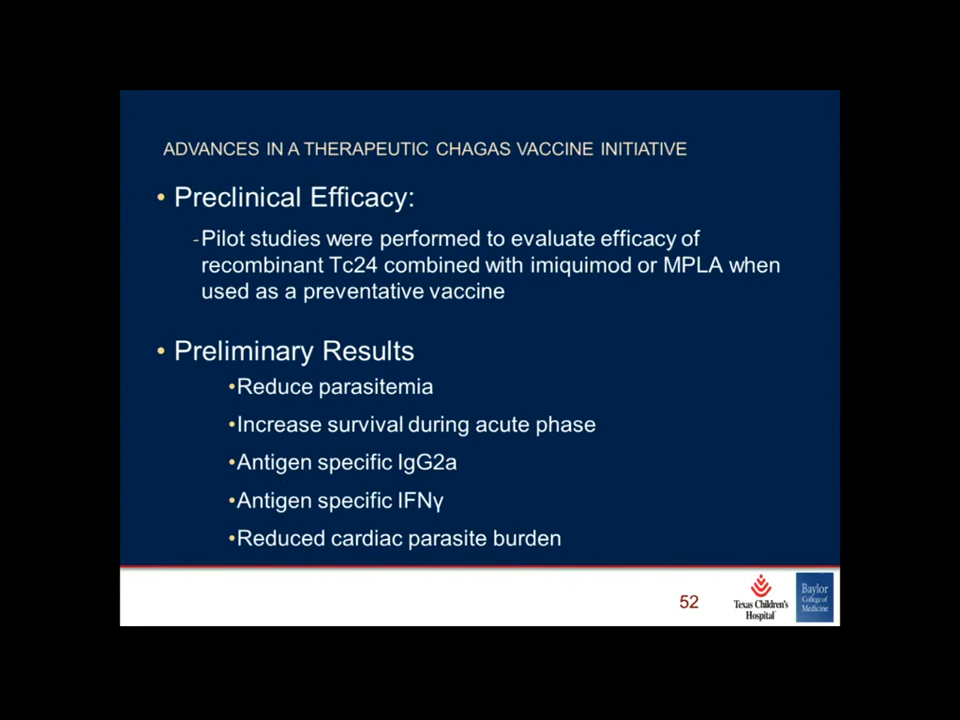 ADVANCES IN A THERAPEUTIC CHAGAS VACCINE INITIATIVE
• Preclinical Efficacy:
-Pilot studies were performed to evaluate efficacy of
recombinant Tc24 combined with imiquimod or MPLA when
used as a preventative vaccine
• Preliminary Results
•Reduce parasitemia
•Increase survival during acute phase
•Antigen specific IgG2a
•Antigen specific IFNγ
•Reduced cardiac parasite burden
52
Texas Children's
Hospital
Baylor
College of
Medicine